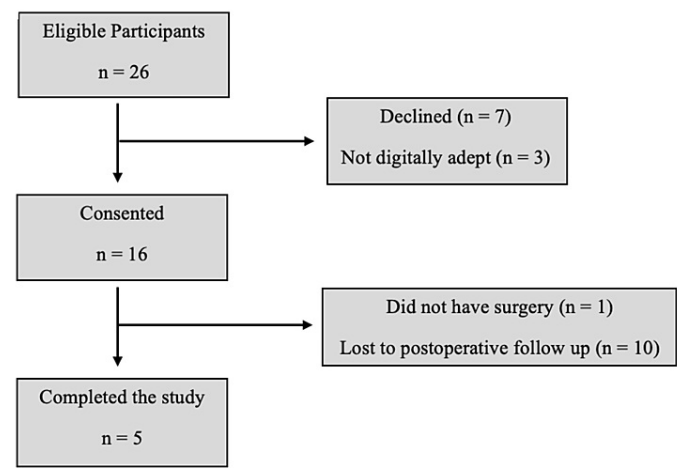 Eligible Participants
n = 26
Declined (n = 7)
Not digitally adept (n = 3)
Consented
n = 16
Did not have surgery (n = 1)
Lost to postoperative follow up (n = 10)
Completed the study
n = 5